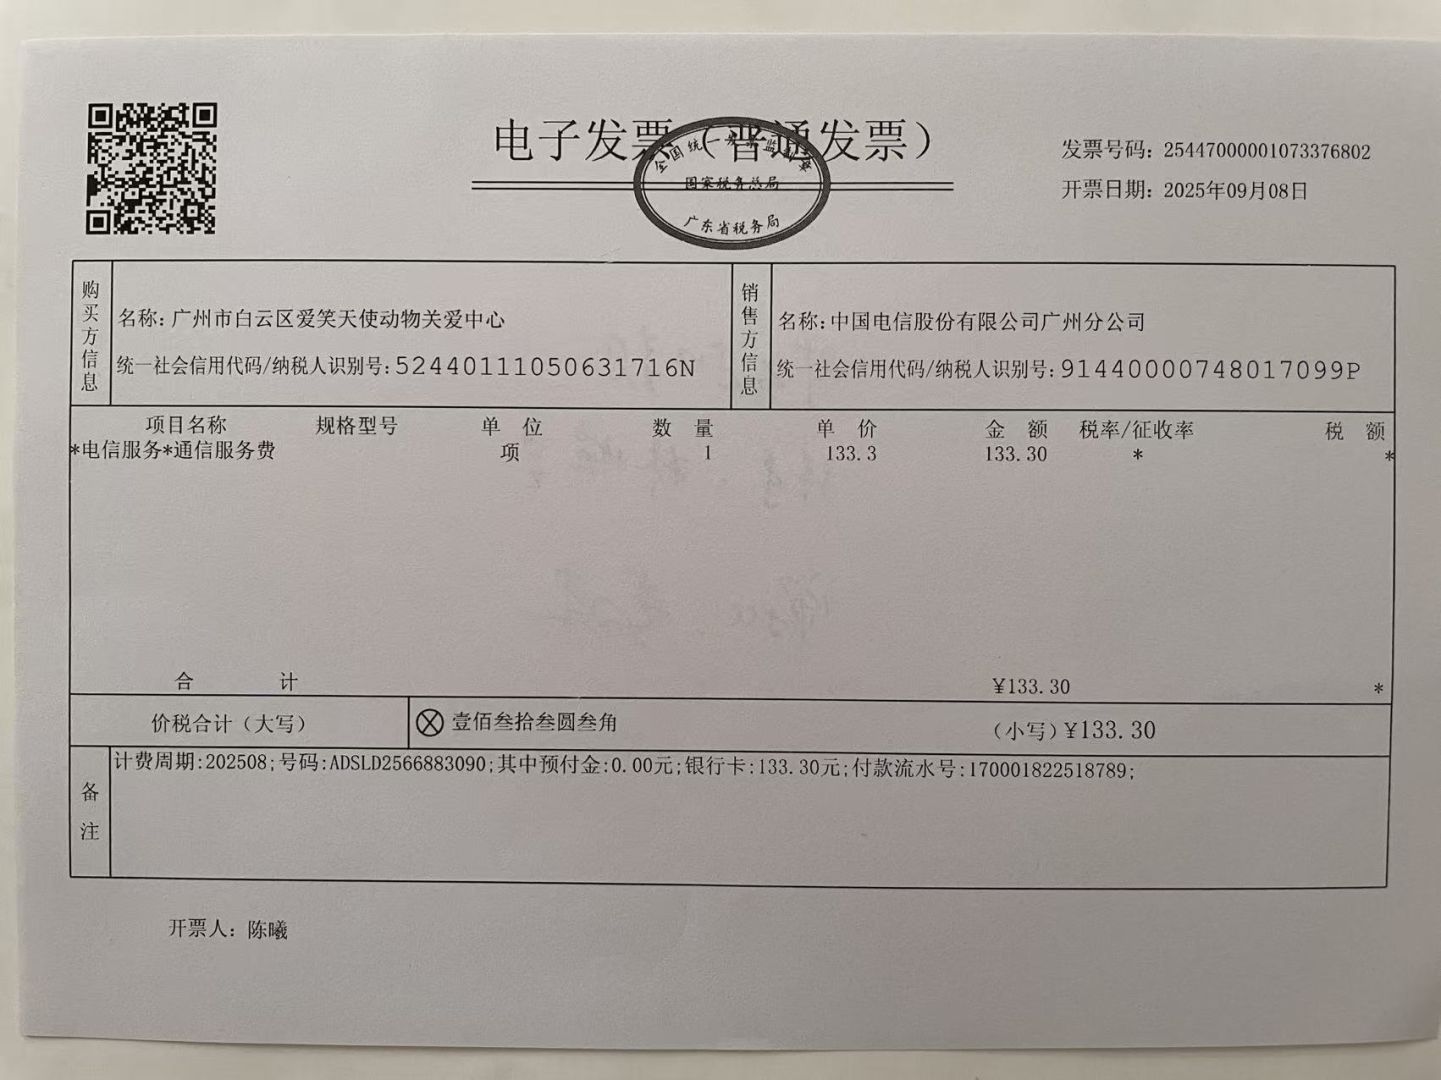 电子发票（普通发票）
全国统一发票监制章
国家税务总局
广东省税务局
发票号码：25447000001073376802
开票日期：2025年09月08日
购买方信息
名称：广州市白云区爱笑天使动物关爱中心
统一社会信用代码/纳税人识别号：52440111050631716N
销售方信息
名称：中国电信股份有限公司广州分公司
统一社会信用代码/纳税人识别号：91440000748017099P
项目名称 规格型号 单 位 数 量 单 价 金 额 税率/征收率 税 额
*电信服务*通信服务费 项 1 133.3 133.30 * *
合 计 ¥133.30 *
价税合计（大写） ⊗壹佰叁拾叁圆叁角 （小写）¥133.30
备注
计费周期:202508;号码:ADSLD2566883090;其中预付金:0.00元;银行卡:133.30元;付款流水号:170001822518789;
开票人：陈曦